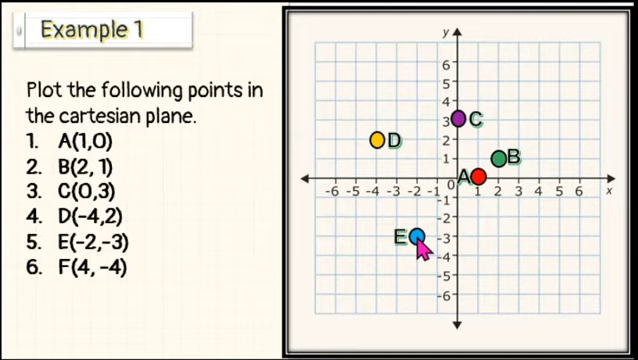 Example 1
Plot the following points in
the cartesian plane.
1. A(1,0)
2. B(2, 1)
3. C(0,3)
4. D(-4,2)
5. E(-2,-3)
6. F(4, -4)
y
6
5
4
3 C
D 2
1 B
A
-6 -5 -4 -3 -2 -1 0 1 2 3 4 5 6 x
-1
-2
E -3
-4
-5
-6